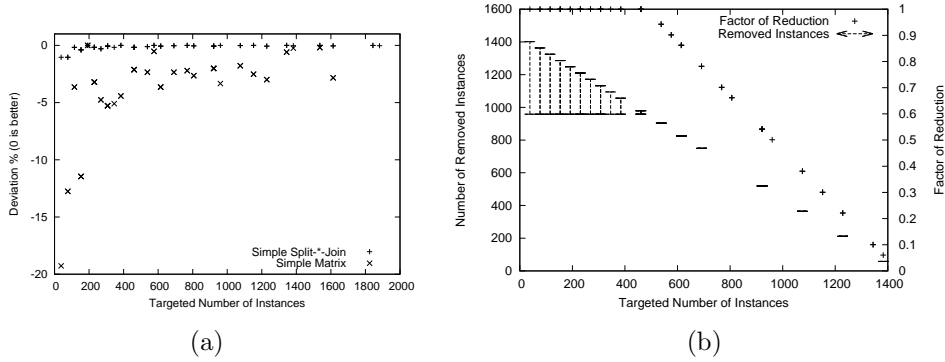 0
-5
-10
-15
-20
0 200 400 600 800 1000 1200 1400 1600 1800 2000
Deviation % (0 is better)
Targeted Number of Instances
Simple Split-*-Join
Simple Matrix
(a)
1600
1400
1200
1000
800
600
400
200
0
0 200 400 600 800 1000 1200 1400
1
0.9
0.8
0.7
0.6
0.5
0.4
0.3
0.2
0.1
0
Number of Removed Instances
Factor of Reduction
Targeted Number of Instances
Factor of Reduction
Removed Instances
(b)